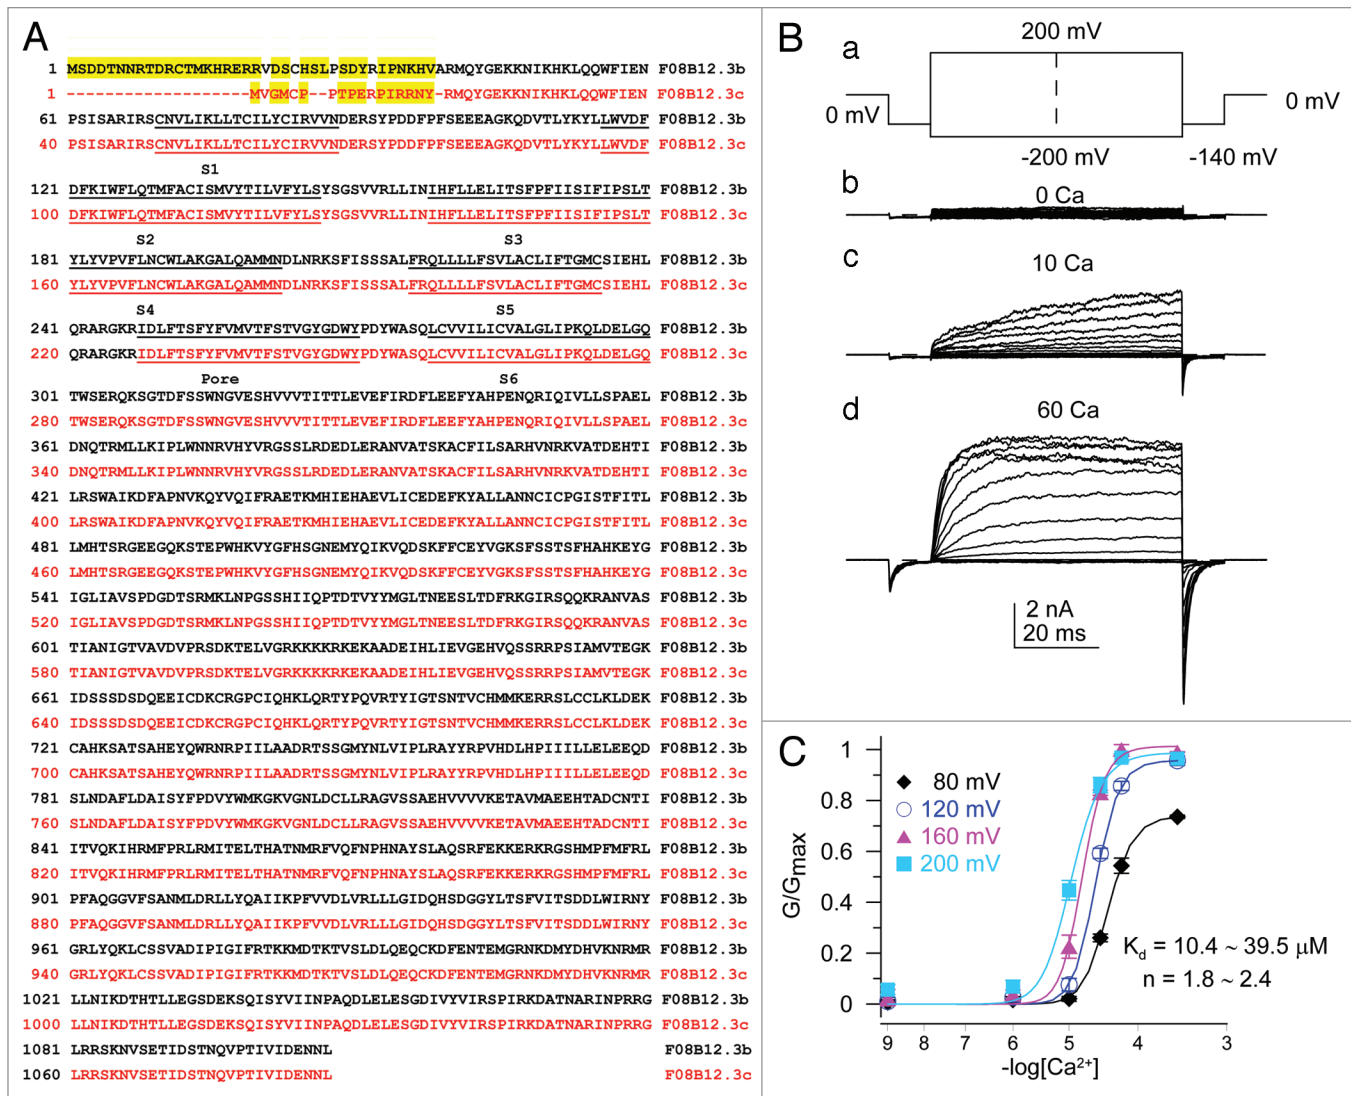 A
1 MSDDTNNRTDRCTMKHRERRVDSCHSLPSDYRIPNKHVARMQYGEKKNIKHKLQQWFIEN F08B12.3b
1 -------------------MVGMCP--PTPERPIRRNY-RMQYGEKKNIKHKLQQWFIEN F08B12.3c
61 PSISARIRSCNVLIKLLTCILYCIRVVNDERSYPDDFPFSEEEAGKQDVTLYKYLLWVDF F08B12.3b
40 PSISARIRSCNVLIKLLTCILYCIRVVNDERSYPDDFPFSEEEAGKQDVTLYKYLLWVDF F08B12.3c
S1
121 DFKIWFLQTMFACISMVYTILVFYLSYSGSVVRLLINIHFLLELITSFPFIISIFIPSLT F08B12.3b
100 DFKIWFLQTMFACISMVYTILVFYLSYSGSVVRLLINIHFLLELITSFPFIISIFIPSLT F08B12.3c
S2 S3
181 YLYVPVFLNCWLAKGALQAMMNDLNRKSFISSSALFRQLLLLFSVLACLIFTGMCSIEHL F08B12.3b
160 YLYVPVFLNCWLAKGALQAMMNDLNRKSFISSSALFRQLLLLFSVLACLIFTGMCSIEHL F08B12.3c
S4 S5
241 QRARGKRIDLFTSFYFVMVTFSTVGYGDWYPDYWASQLCVVILICVALGLIPKQLDELGQ F08B12.3b
220 QRARGKRIDLFTSFYFVMVTFSTVGYGDWYPDYWASQLCVVILICVALGLIPKQLDELGQ F08B12.3c
Pore S6
301 TWSERQKSGTDFSSWNGVESHVVVTITTLEVEFIRDFLEEFYAHPENQRIQIVLLSPAEL F08B12.3b
280 TWSERQKSGTDFSSWNGVESHVVVTITTLEVEFIRDFLEEFYAHPENQRIQIVLLSPAEL F08B12.3c
361 DNQTRMLLKIPLWNNRVHYVRGSSLRDEDLERANVATSKACFILSARHVNRKVATDEHTI F08B12.3b
340 DNQTRMLLKIPLWNNRVHYVRGSSLRDEDLERANVATSKACFILSARHVNRKVATDEHTI F08B12.3c
421 LRSWAIKDFAPNVKQYVQIFRAETKMHIEHAEVLICEDEFKYALLANNCICPGISTFITL F08B12.3b
400 LRSWAIKDFAPNVKQYVQIFRAETKMHIEHAEVLICEDEFKYALLANNCICPGISTFITL F08B12.3c
481 LMHTSRGEEGQKSTEPWHKVYGFHSGNEMYQIKVQDSKFFCEYVGKSFSSTSFHAHKEYG F08B12.3b
460 LMHTSRGEEGQKSTEPWHKVYGFHSGNEMYQIKVQDSKFFCEYVGKSFSSTSFHAHKEYG F08B12.3c
541 IGLIAVSPDGDTSRMKLNPGSSHIIQPTDTVYYMGLTNEESLTDFRKGIRSQQKRANVAS F08B12.3b
520 IGLIAVSPDGDTSRMKLNPGSSHIIQPTDTVYYMGLTNEESLTDFRKGIRSQQKRANVAS F08B12.3c
601 TIANIGTVAVDVPRSDKTELVGRKKKKRKEKAADEIHLIEVGEHVQSSRRPSIAMVTEGK F08B12.3b
580 TIANIGTVAVDVPRSDKTELVGRKKKKRKEKAADEIHLIEVGEHVQSSRRPSIAMVTEGK F08B12.3c
661 IDSSSDSDQEEICDKCRGPCIQHKLQRTYPQVRTYIGTSNTVCHMMKERRSLCCLKLDEK F08B12.3b
640 IDSSSDSDQEEICDKCRGPCIQHKLQRTYPQVRTYIGTSNTVCHMMKERRSLCCLKLDEK F08B12.3c
721 CAHKSATSAHEYQWRNRPIILAADRTSSGMYNLVIPLRAYYRPVHDLHPIIILLELEEQD F08B12.3b
700 CAHKSATSAHEYQWRNRPIILAADRTSSGMYNLVIPLRAYYRPVHDLHPIIILLELEEQD F08B12.3c
781 SLNDAFLDAISYFPDVYWMKGKVGNLDCLLRAGVSSAEHVVVVKETAVMAEEHTADCNTI F08B12.3b
760 SLNDAFLDAISYFPDVYWMKGKVGNLDCLLRAGVSSAEHVVVVKETAVMAEEHTADCNTI F08B12.3c
841 ITVQKIHRMFPRLRMITELTHATNMRFVQFNPHNAYSLAQSRFEKKERKRGSHMPFMFRL F08B12.3b
820 ITVQKIHRMFPRLRMITELTHATNMRFVQFNPHNAYSLAQSRFEKKERKRGSHMPFMFRL F08B12.3c
901 PFAQGGVFSANMLDRLLYQAIIKPFVVDLVRLLLGIDQHSDGGYLTSFVITSDDLWIRNY F08B12.3b
880 PFAQGGVFSANMLDRLLYQAIIKPFVVDLVRLLLGIDQHSDGGYLTSFVITSDDLWIRNY F08B12.3c
961 GRLYQKLCSSVADIPIGIFRTKKMDTKTVSLDLQEQCKDFENTEMGRNKDMYDHVKNRMR F08B12.3b
940 GRLYQKLCSSVADIPIGIFRTKKMDTKTVSLDLQEQCKDFENTEMGRNKDMYDHVKNRMR F08B12.3c
1021 LLNIKDTHTLLEGSDEKSQISYVIINPAQDLELESGDIVYVIRSPIRKDATNARINPRRG F08B12.3b
1000 LLNIKDTHTLLEGSDEKSQISYVIINPAQDLELESGDIVYVIRSPIRKDATNARINPRRG F08B12.3c
1081 LRRSKNVSETIDSTNQVPTIVIDENNL F08B12.3b
1060 LRRSKNVSETIDSTNQVPTIVIDENNL F08B12.3c
B
a
200 mV
0 mV
0 mV
-200 mV
-140 mV
b
0 Ca
c
10 Ca
d
60 Ca
2 nA
20 ms
C
1
0.8
0.6
0.4
0.2
0
G/Gmax
80 mV
120 mV
160 mV
200 mV
Kd = 10.4 ~ 39.5 μM
n = 1.8 ~ 2.4
9 8 7 6 5 4 3
-log[Ca²⁺]